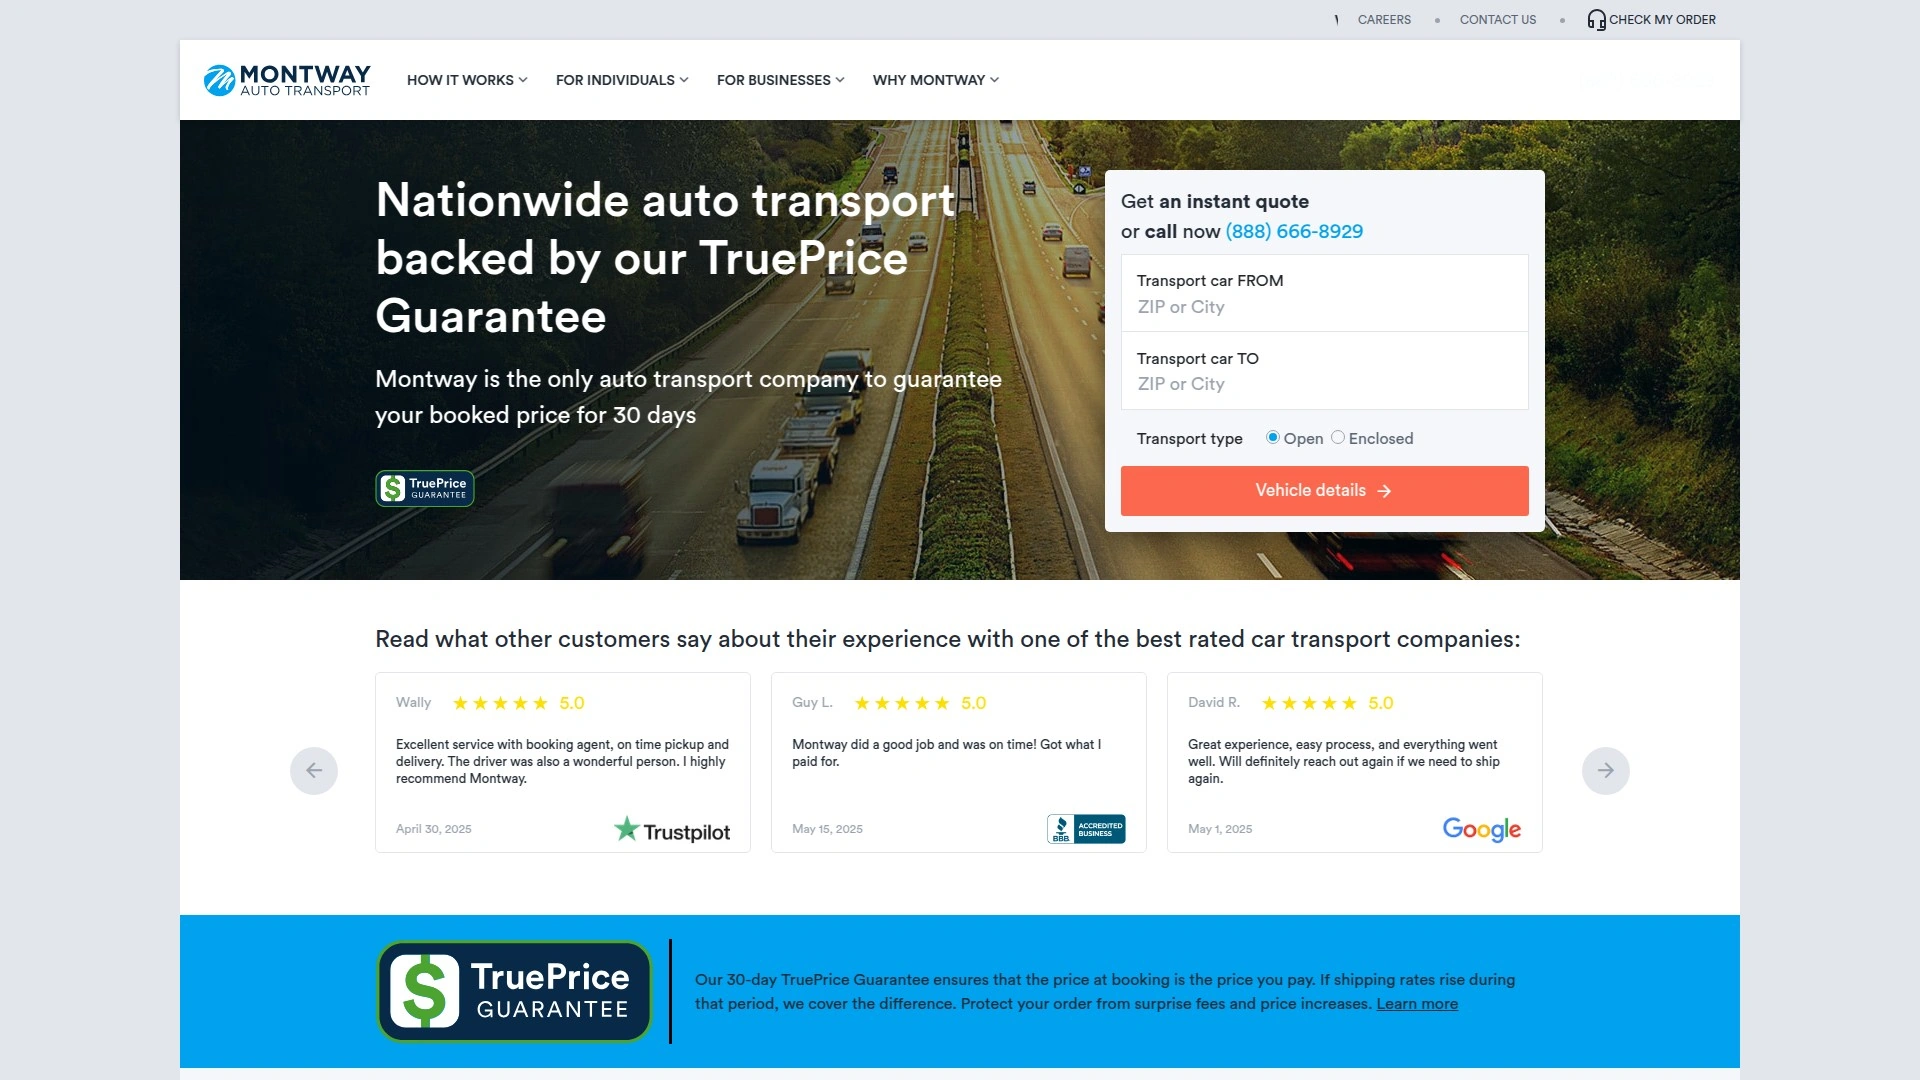 CAREERS
CONTACT US
CHECK MY ORDER
MONTWAY
AUTO TRANSPORT
HOW IT WORKS
FOR INDIVIDUALS
FOR BUSINESSES
WHY MONTWAY
Nationwide auto transport
backed by our TruePrice
Guarantee
Montway is the only auto transport company to guarantee
your booked price for 30 days
TruePrice
GUARANTEE
Get an instant quote
or call now (888) 666-8929
Transport car FROM
ZIP or City
Transport car TO
ZIP or City
Transport type Open Enclosed
Vehicle details
Read what other customers say about their experience with one of the best rated car transport companies:
Wally 5.0
Excellent service with booking agent, on time pickup and
delivery. The driver was also a wonderful person. I highly
recommend Montway.
April 30, 2025
Trustpilot
Guy L. 5.0
Montway did a good job and was on time! Got what I
paid for.
May 15, 2025
BBB
ACCREDITED
BUSINESS
David R. 5.0
Great experience, easy process, and everything went
well. Will definitely reach out again if we need to ship
again.
May 1, 2025
Google
TruePrice
GUARANTEE
Our 30-day TruePrice Guarantee ensures that the price at booking is the price you pay. If shipping rates rise during
that period, we cover the difference. Protect your order from surprise fees and price increases. Learn more